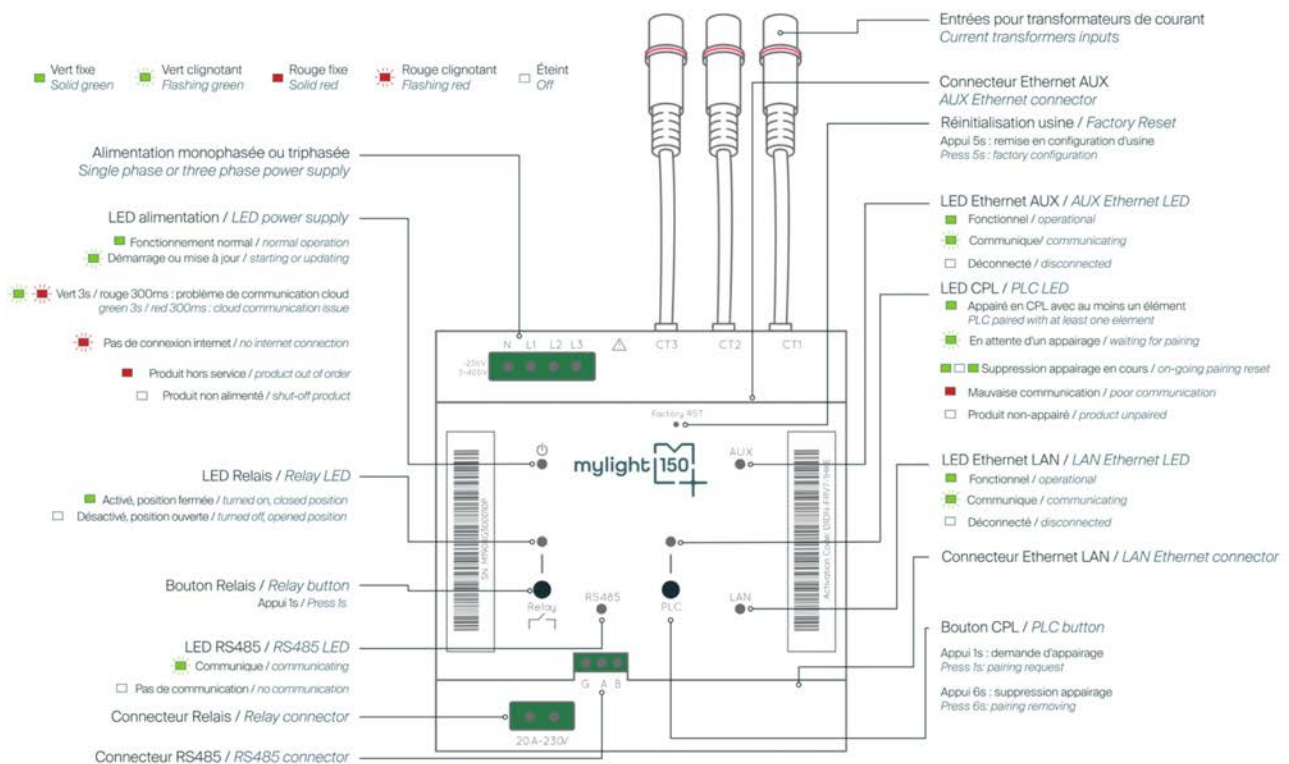 Vert fixe
Solid green
Vert clignotant
Flashing green
Rouge fixe
Solid red
Rouge clignotant
Flashing red
Éteint
Off
Alimentation monophasée ou triphasée
Single phase or three phase power supply
LED alimentation / LED power supply
Fonctionnement normal / normal operation
Démarrage ou mise à jour / starting or updating
Vert 3s / rouge 300ms : problème de communication cloud
green 3s / red 300ms : cloud communication issue
Pas de connexion internet / no internet connection
Produit hors service / product out of order
Produit non alimenté / shut-off product
LED Relais / Relay LED
Activé, position fermée / turned on, closed position
Désactivé, position ouverte / turned off, opened position
Bouton Relais / Relay button
Appui 1s / Press 1s
LED RS485 / RS485 LED
Communique / communicating
Pas de communication / no communication
Connecteur Relais / Relay connector
Connecteur RS485 / RS485 connector
N L1 L2 L3
CT3 CT2 CT1
~230V
3~400V
Factory RST
mylight 150
AUX
Relay
RS485
PLC
LAN
G A B
20A-230V
Entrées pour transformateurs de courant
Current transformers inputs
Connecteur Ethernet AUX
AUX Ethernet connector
Réinitialisation usine / Factory Reset
Appui 5s : remise en configuration d'usine
Press 5s : factory configuration
LED Ethernet AUX / AUX Ethernet LED
Fonctionnel / operational
Communique/ communicating
Déconnecté / disconnected
LED CPL / PLC LED
Appairé en CPL avec au moins un élément
PLC paired with at least one element
En attente d'un appairage / waiting for pairing
Suppression appairage en cours / on-going pairing reset
Mauvaise communication / poor communication
Produit non-appairé / product unpaired
LED Ethernet LAN / LAN Ethernet LED
Fonctionnel / operational
Communique / communicating
Déconnecté / disconnected
Connecteur Ethernet LAN / LAN Ethernet connector
Bouton CPL / PLC button
Appui 1s : demande d'appairage
Press 1s: pairing request
Appui 6s : suppression appairage
Press 6s: pairing removing
Activation Code: